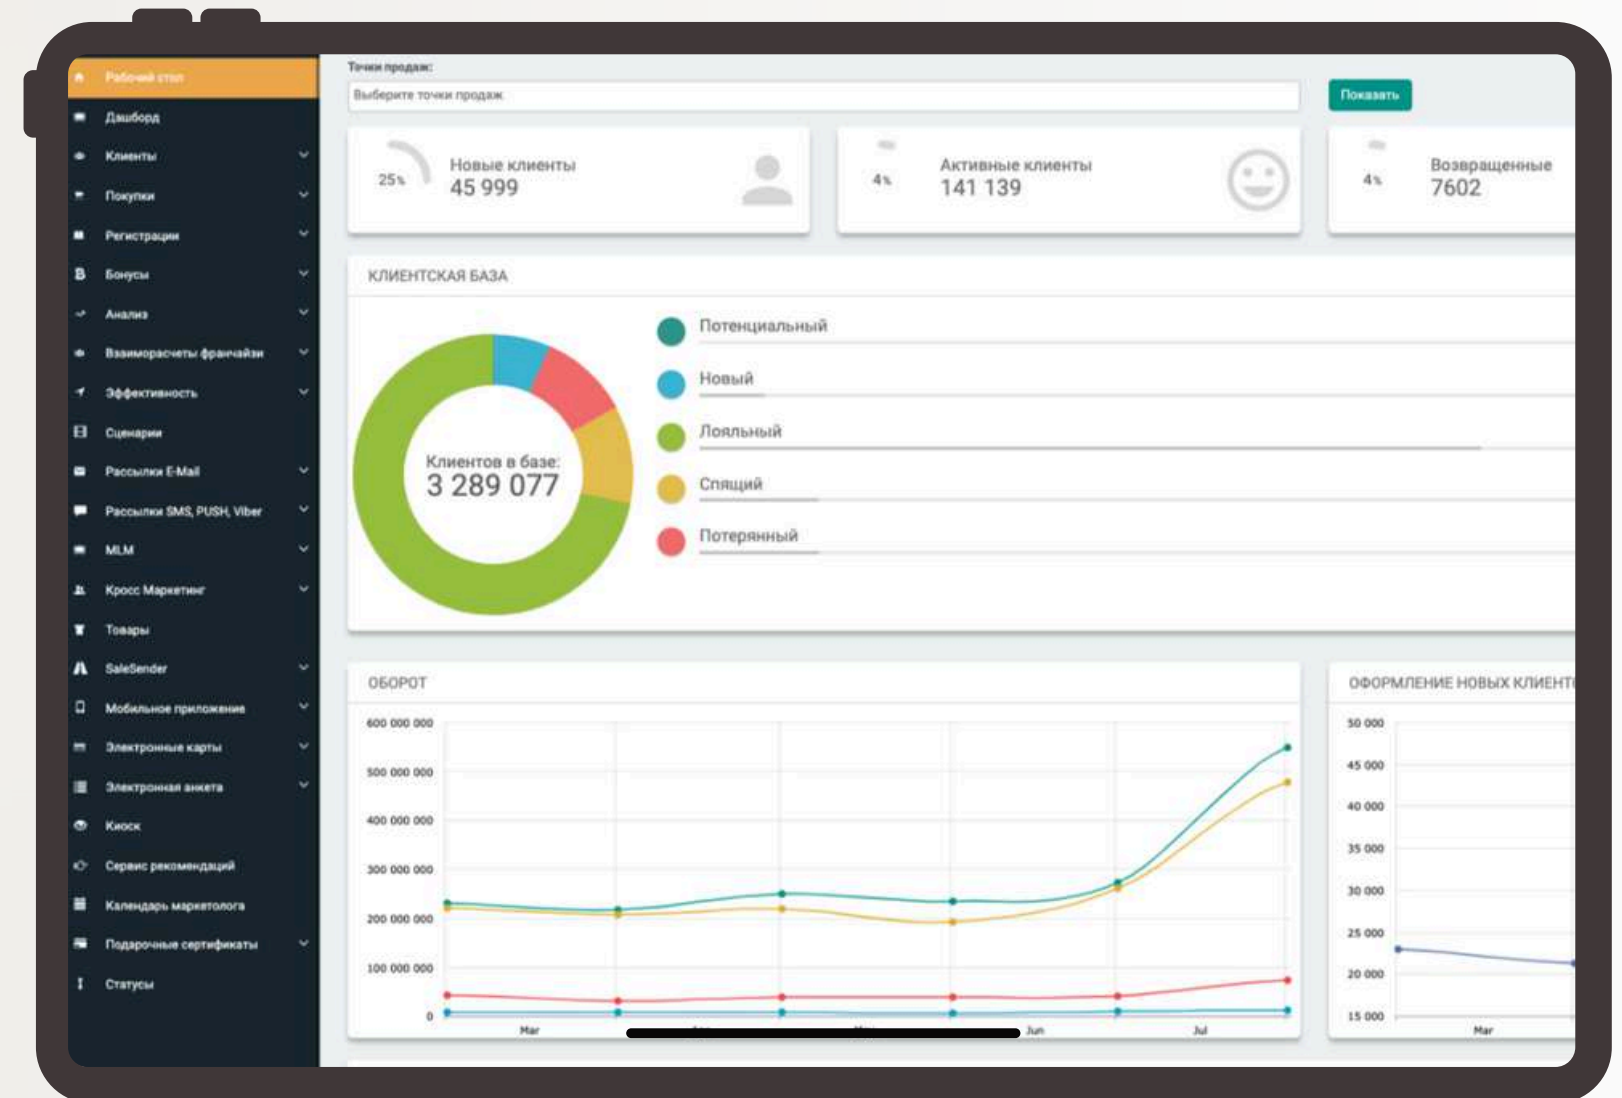 Рабочий стол
Дашборд
Клиенты
Покупки
Регистрации
Бонусы
Анализ
Взаиморасчеты франчайзи
Эффективность
Сценарии
Рассылки E-Mail
Рассылки SMS, PUSH, Viber
MLM
Кросс Маркетинг
Товары
SaleSender
Мобильное приложение
Электронные карты
Электронная анкета
Киоск
Сервис рекомендаций
Календарь маркетолога
Подарочные сертификаты
Статусы
Точки продаж:
Выберите точки продаж
Показать
25%
Новые клиенты
45 999
4%
Активные клиенты
141 139
4%
Возвращенные
7602
КЛИЕНТСКАЯ БАЗА
Клиентов в базе:
3 289 077
Потенциальный
Новый
Лояльный
Спящий
Потерянный
ОБОРОТ
600 000 000
500 000 000
400 000 000
300 000 000
200 000 000
100 000 000
0
Mar
Jun
Jul
ОФОРМЛЕНИЕ НОВЫХ КЛИЕНТ
50 000
45 000
40 000
35 000
30 000
25 000
20 000
15 000
Mar